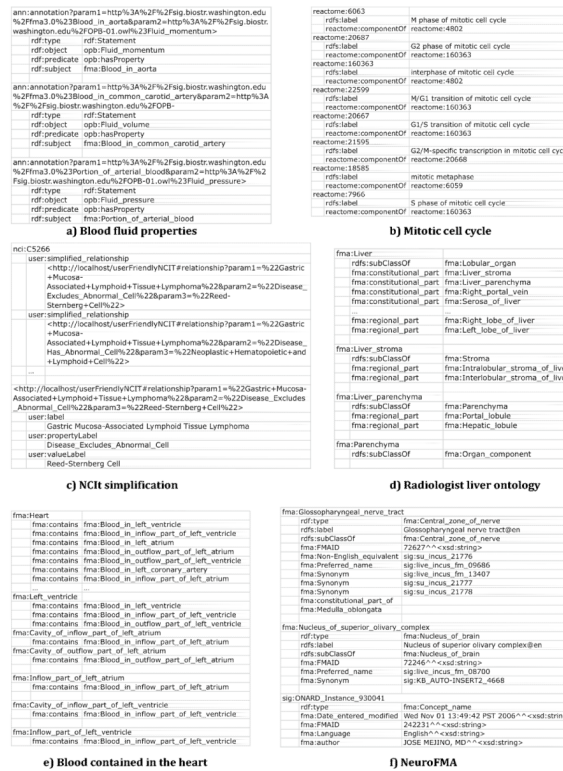 ann:annotation?param1=http%3A%2F%2Fsig.biostr.washington.edu
%2Ffma3.0%23Blood_in_aorta&param2=http%3A%2F%2Fsig.biostr.
washington.edu%2FOPB-01.owl%23Fluid_momentum>
rdf:type rdf:Statement
rdf:object opb:Fluid_momentum
rdf:predicate opb:hasProperty
rdf:subject fma:Blood_in_aorta
ann:annotation?param1=http%3A%2F%2Fsig.biostr.washington.edu
%2Ffma3.0%23Blood_in_common_carotid_artery&param2=http%3A
%2F%2Fsig.biostr.washington.edu%2FOPB-
rdf:type rdf:Statement
rdf:object opb:Fluid_volume
rdf:predicate opb:hasProperty
rdf:subject fma:Blood_in_common_carotid_artery
ann:annotation?param1=http%3A%2F%2Fsig.biostr.washington.edu
%2Ffma3.0%23Portion_of_arterial_blood&param2=http%3A%2F%2F
Sig.biostr.washington.edu%2FOPB-01.owl%23Fluid_pressure>
rdf:type rdf:Statement
rdf:object opb:Fluid_pressure
rdf:predicate opb:hasProperty
rdf:subject fma:Portion_of_arterial_blood
a) Blood fluid properties
reactome:6063
rdfs:label M phase of mitotic cell cycle
reactome:componentOf reactome:4802
reactome:20687
rdfs:label G2 phase of mitotic cell cycle
reactome:componentOf reactome:160363
reactome:160363
rdfs:label interphase of mitotic cell cycle
reactome:componentOf reactome:4802
reactome:22599
rdfs:label M/G1 transition of mitotic cell cycle
reactome:componentOf reactome:160363
reactome:20667
rdfs:label G1/S transition of mitotic cell cycle
reactome:componentOf reactome:160363
reactome:21595
rdfs:label G2/M-specific transcription in mitotic cell cyc
reactome:componentOf reactome:20668
reactome:18585
rdfs:label mitotic metaphase
reactome:componentOf reactome:6059
reactome:7966
rdfs:label S phase of mitotic cell cycle
reactome:componentOf reactome:160363
b) Mitotic cell cycle
nci:C5266
user:simplified_relationship
<http://localhost/userFriendlyNCIT#relationship?param1=%22Gastric
+Mucosa-
Associated+Lymphoid+Tissue+Lymphoma%22&param2=%22Disease_
Excludes_Abnormal_Cell%22&param3=%22Reed-
Sternberg+Cell%22>
user:simplified_relationship
<http://localhost/userFriendlyNCIT#relationship?param1=%22Gastric
+Mucosa-
Associated+Lymphoid+Tissue+Lymphoma%22&param2=%22Disease_
Has_Abnormal_Cell%22&param3=%22Neoplastic+Hematopoietic+and
+Lymphoid+Cell%22>
...
<http://localhost/userFriendlyNCIT#relationship?param1=%22Gastric+Mucosa-
Associated+Lymphoid+Tissue+Lymphoma%22&param2=%22Disease_Excludes
_Abnormal_Cell%22&param3=%22Reed-Sternberg+Cell%22>
user:label
Gastric Mucosa-Associated Lymphoid Tissue Lymphoma
user:propertyLabel
Disease_Excludes_Abnormal_Cell
user:valueLabel
Reed-Sternberg Cell
c) NCIt simplification
fma:Liver
rdfs:subClassOf fma:Lobular_organ
fma:constitutional_part fma:Liver_stroma
fma:constitutional_part fma:Liver_parenchyma
fma:constitutional_part fma:Right_portal_vein
fma:constitutional_part fma:Serosa_of_liver
... ...
fma:regional_part fma:Right_lobe_of_liver
fma:regional_part fma:Left_lobe_of_liver
fma:Liver_stroma
rdfs:subClassOf fma:Stroma
fma:regional_part fma:Intralobular_stroma_of_live
fma:regional_part fma:Interlobular_stroma_of_live
fma:Liver_parenchyma
rdfs:subClassOf fma:Parenchyma
fma:regional_part fma:Portal_lobule
fma:regional_part fma:Hepatic_lobule
fma:Parenchyma
rdfs:subClassOf fma:Organ_component
d) Radiologist liver ontology
fma:Heart
fma:contains fma:Blood_in_left_ventricle
fma:contains fma:Blood_in_inflow_part_of_left_ventricle
fma:contains fma:Blood_in_left_atrium
fma:contains fma:Blood_in_outflow_part_of_left_atrium
fma:contains fma:Blood_in_outflow_part_of_left_ventricle
fma:contains fma:Blood_in_left_coronary_artery
fma:contains fma:Blood_in_inflow_part_of_left_atrium
... ...
fma:Left_ventricle
fma:contains fma:Blood_in_left_ventricle
fma:contains fma:Blood_in_inflow_part_of_left_ventricle
fma:contains fma:Blood_in_outflow_part_of_left_ventricle
fma:Cavity_of_inflow_part_of_left_atrium
fma:contains fma:Blood_in_inflow_part_of_left_atrium
fma:Cavity_of_outflow_part_of_left_atrium
fma:Inflow_part_of_left_atrium
fma:contains fma:Blood_in_inflow_part_of_left_atrium
fma:Cavity_of_inflow_part_of_left_ventricle
fma:contains fma:Blood_in_inflow_part_of_left_ventricle
fma:Inflow_part_of_left_ventricle
fma:contains fma:Blood_in_inflow_part_of_left_ventricle
e) Blood contained in the heart
fma:Glossopharyngeal_nerve_tract
rdf:type fma:Central_zone_of_nerve
rdfs:label Glossopharyngeal nerve tract@en
rdfs:subClassOf fma:Central_zone_of_nerve
fma:FMAID 72627^^<xsd:string>
fma:Non-English_equivalent sig:su_incus_21776
fma:Preferred_name sig:live_incus_fm_09686
fma:Synonym sig:live_incus_fm_13407
fma:Synonym sig:su_incus_21777
fma:Synonym sig:su_incus_21778
fma:constitutional_part_of
fma:Medulla_oblongata
fma:Nucleus_of_superior_olivary_complex
rdf:type fma:Nucleus_of_brain
rdfs:label Nucleus of superior olivary complex@en
rdfs:subClassOf fma:Nucleus_of_brain
fma:FMAID 72246^^<xsd:string>
fma:Preferred_name sig:live_incus_fm_08700
fma:Synonym sig:KB_AUTO-INSERT2_4668
sig:ONARD_Instance_930041
rdf:type fma:Concept_name
fma:Date_entered_modified Wed Nov 01 13:49:42 PST 2006^^<xsd:strin
fma:FMAID 242231^^<xsd:string>
fma:Language English^^<xsd:string>
fma:author JOSE MEJINO, MD^^<xsd:string>
f) NeuroFMA